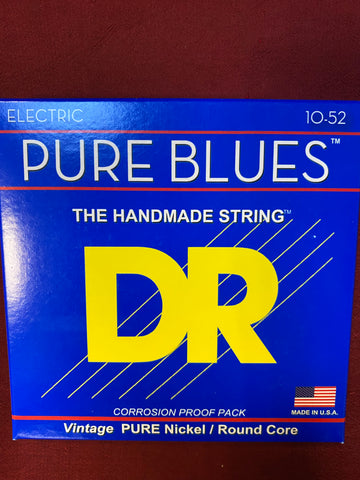 ELECTRIC 10-52
PURE BLUES™
THE HANDMADE STRING™
DR
MADE IN U.S.A.
CORROSION PROOF PACK
Vintage PURE Nickel / Round Core